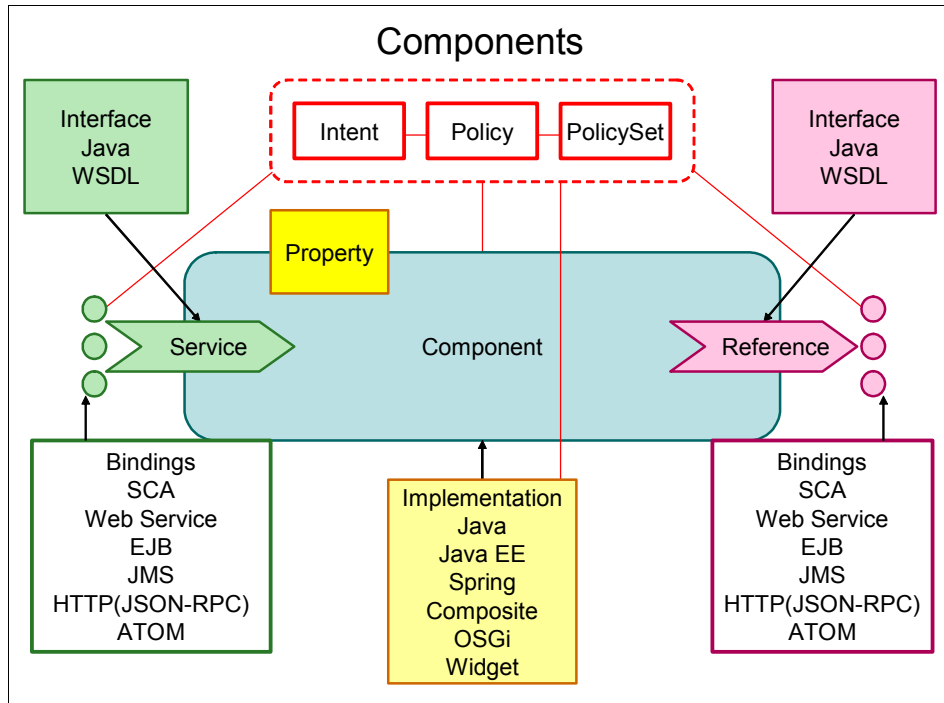 Components
Interface
Java
WSDL
Intent
Policy
PolicySet
Interface
Java
WSDL
Property
Service
Component
Reference
Bindings
SCA
Web Service
EJB
JMS
HTTP(JSON-RPC)
ATOM
Implementation
Java
Java EE
Spring
Composite
OSGi
Widget
Bindings
SCA
Web Service
EJB
JMS
HTTP(JSON-RPC)
ATOM